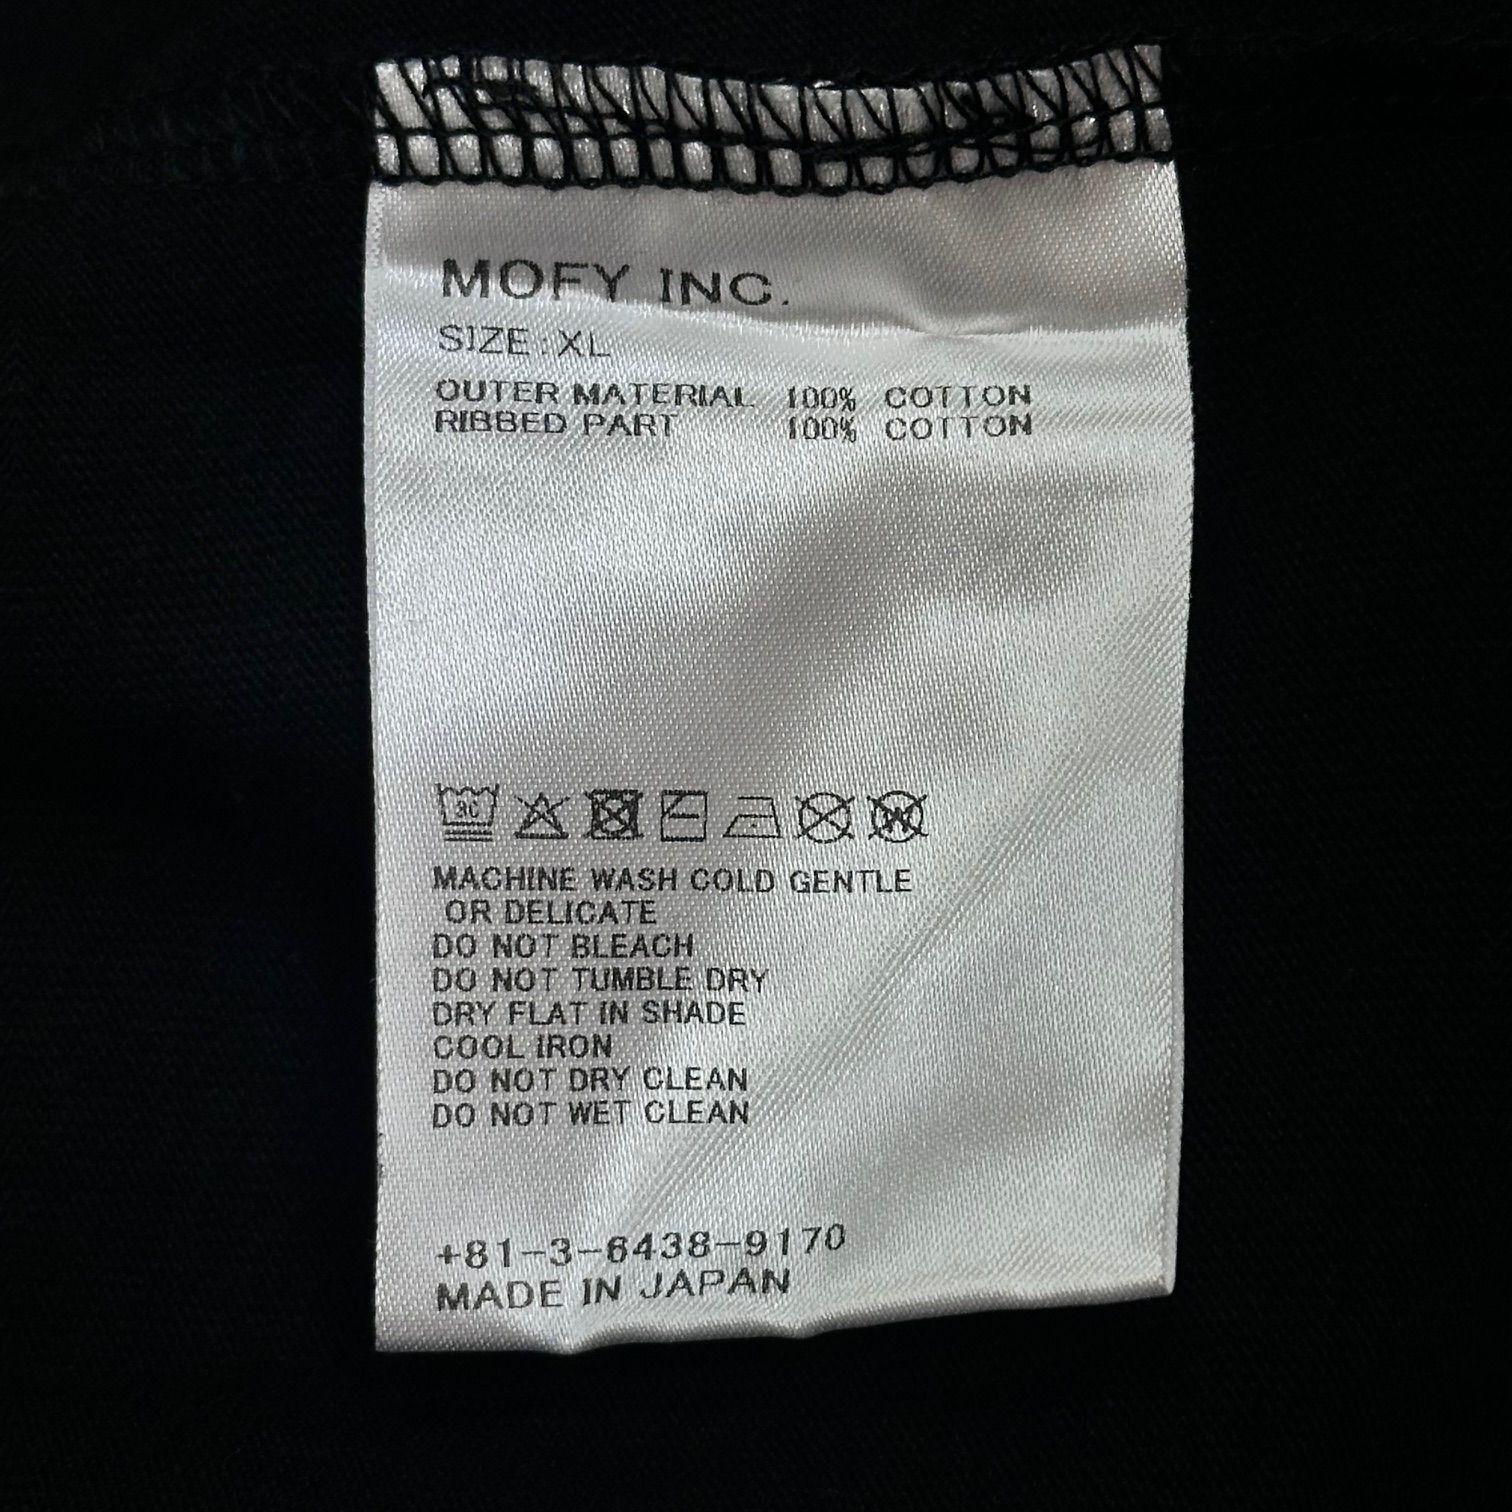 MOFY INC.
SIZE:XL
OUTER MATERIAL 100% COTTON
RIBBED PART 100% COTTON
30
W
MACHINE WASH COLD GENTLE
OR DELICATE
DO NOT BLEACH
DO NOT TUMBLE DRY
DRY FLAT IN SHADE
COOL IRON
DO NOT DRY CLEAN
DO NOT WET CLEAN
+81-3-6438-9170
MADE IN JAPAN